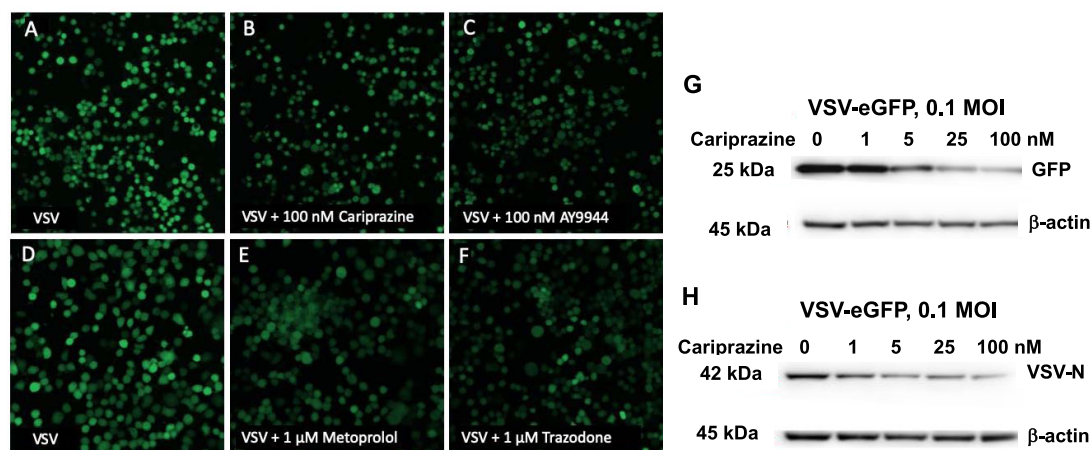 A
B
C
VSV
VSV + 100 nM Cariprazine
VSV + 100 nM AY9944
D
E
F
VSV
VSV + 1 μM Metoprolol
VSV + 1 μM Trazodone
G
VSV-eGFP, 0.1 MOI
Cariprazine 0 1 5 25 100 nM
25 kDa GFP
45 kDa β-actin
H
VSV-eGFP, 0.1 MOI
Cariprazine 0 1 5 25 100 nM
42 kDa VSV-N
45 kDa β-actin